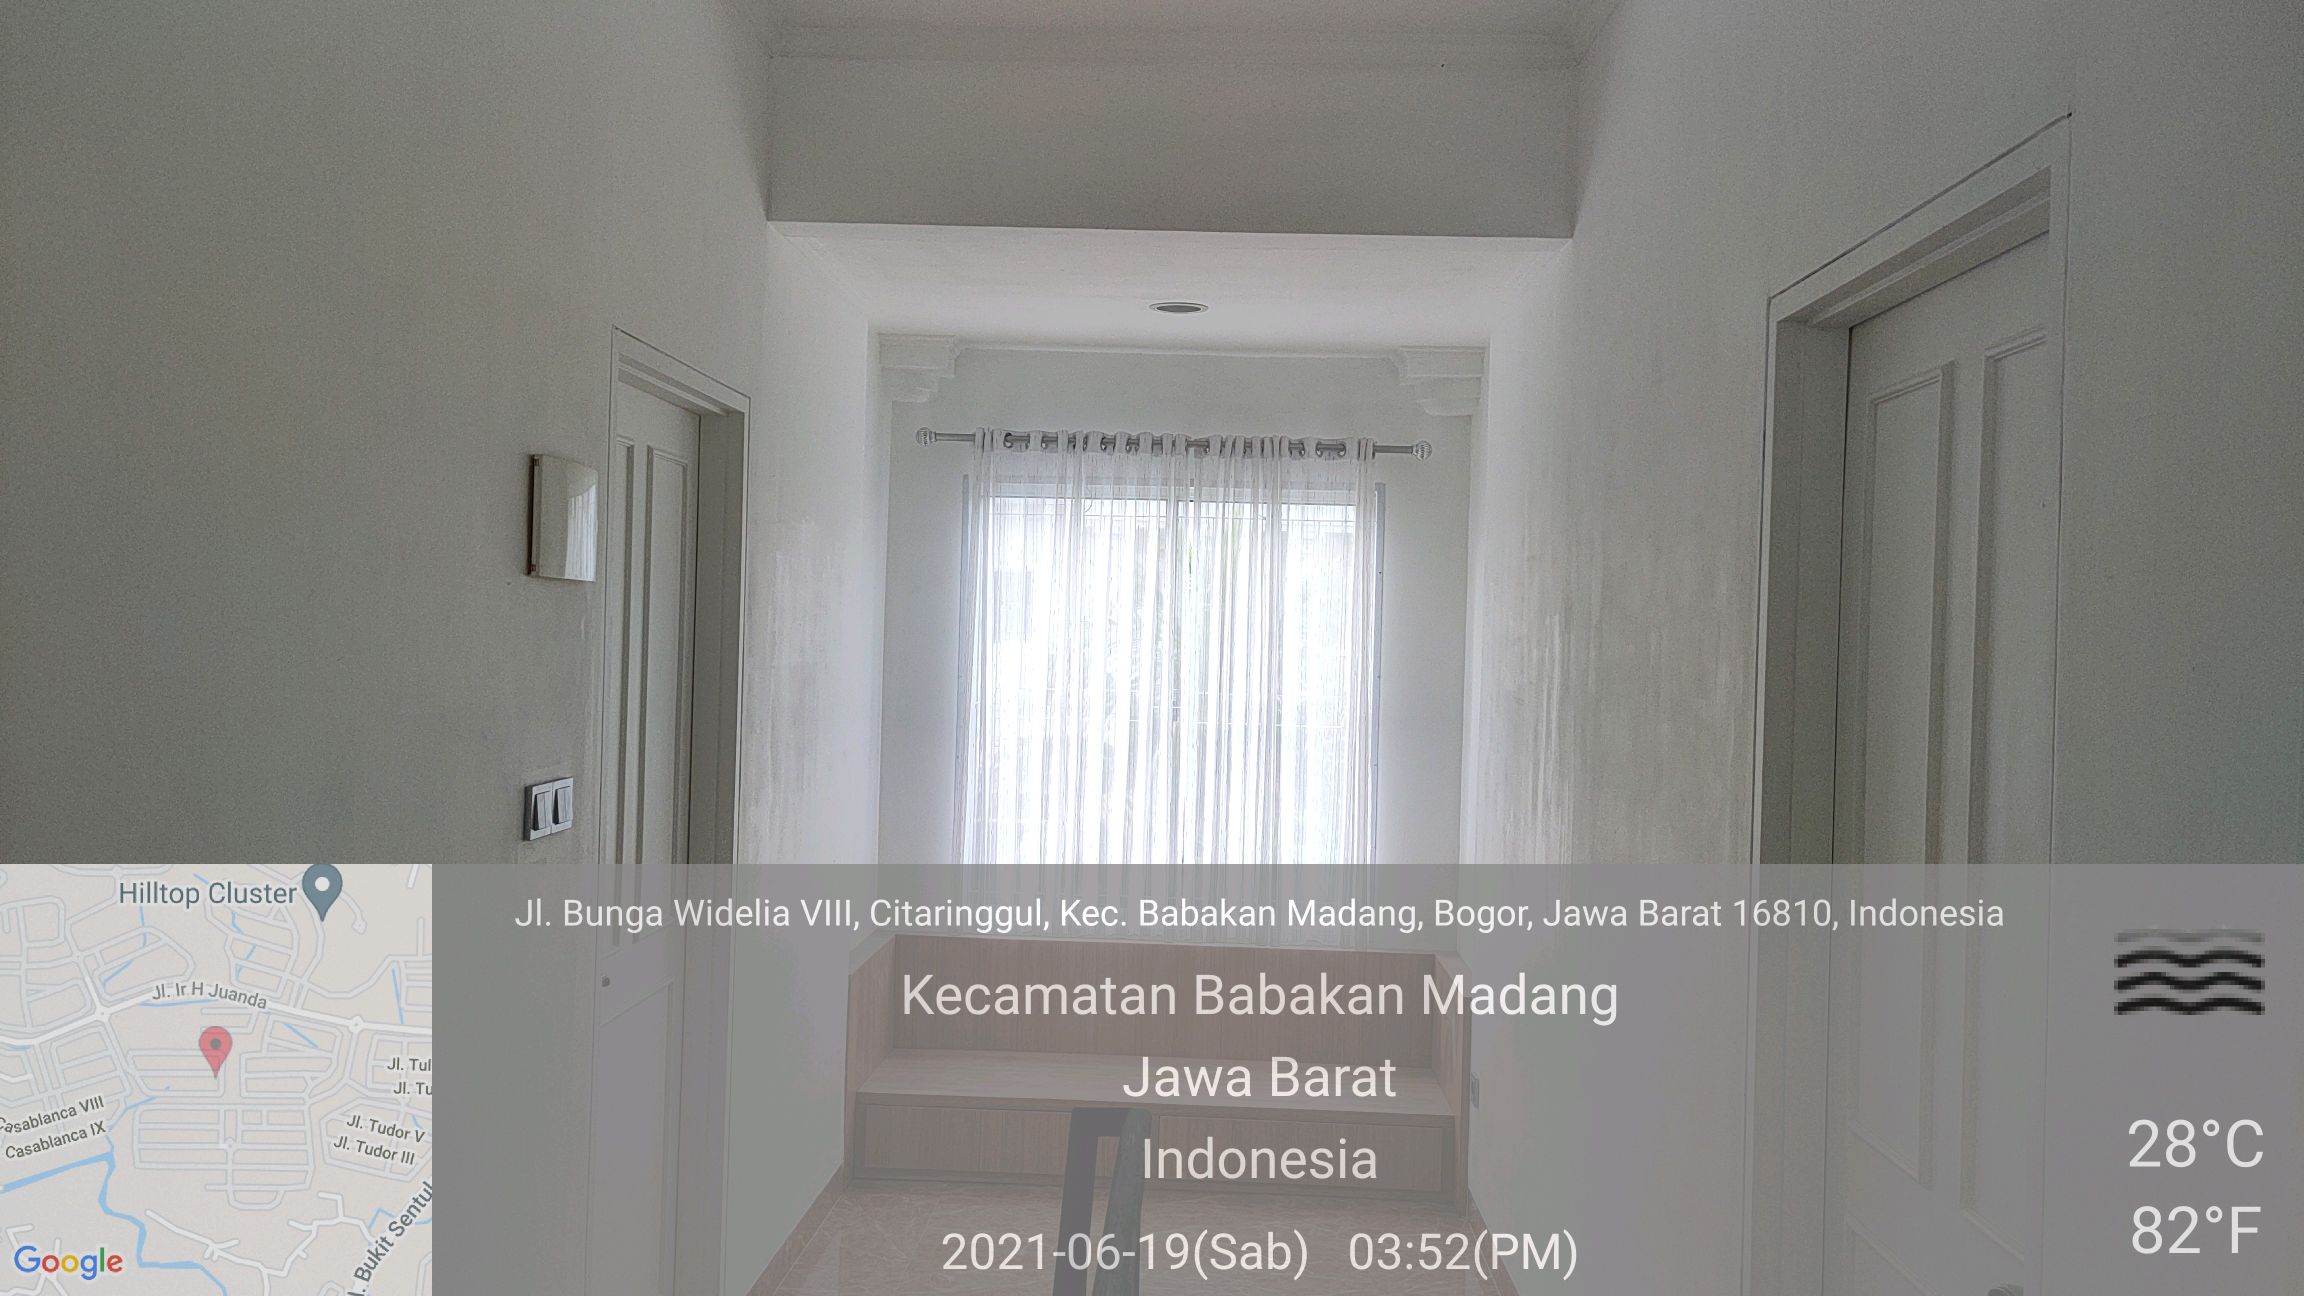 Jl. Bunga Widelia VIII, Citaringgul, Kec. Babakan Madang, Bogor, Jawa Barat 16810, Indonesia
Kecamatan Babakan Madang
Jawa Barat
Indonesia
2021-06-19(Sab) 03:52(PM)
28°C
82°F
Hilltop Cluster
Jl. Ir H Juanda
Jl. Tul
Jl. Tu
Casablanca VIII
Casablanca IX
Jl. Tudor V
Jl. Tudor III
Bukit Sentul
Google